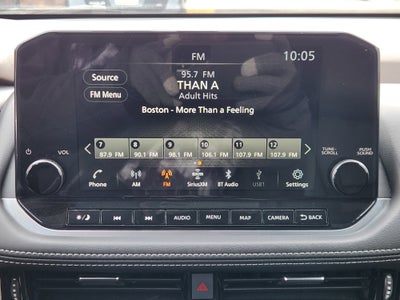 FM
10:05
Source
95.7 FM
THAN A
FM Menu
Adult Hits
Boston - More Than a Feeling
7 8 9 10 11 12
87.9 FM 90.1 FM 98.1 FM 106.1 FM 107.9 FM 107.9 FM
VOL
TUNE·
SCROLL
PUSH
SOUND
Phone AM FM SiriusXM BT Audio USB1 Settings
AUDIO MENU MAP CAMERA BACK